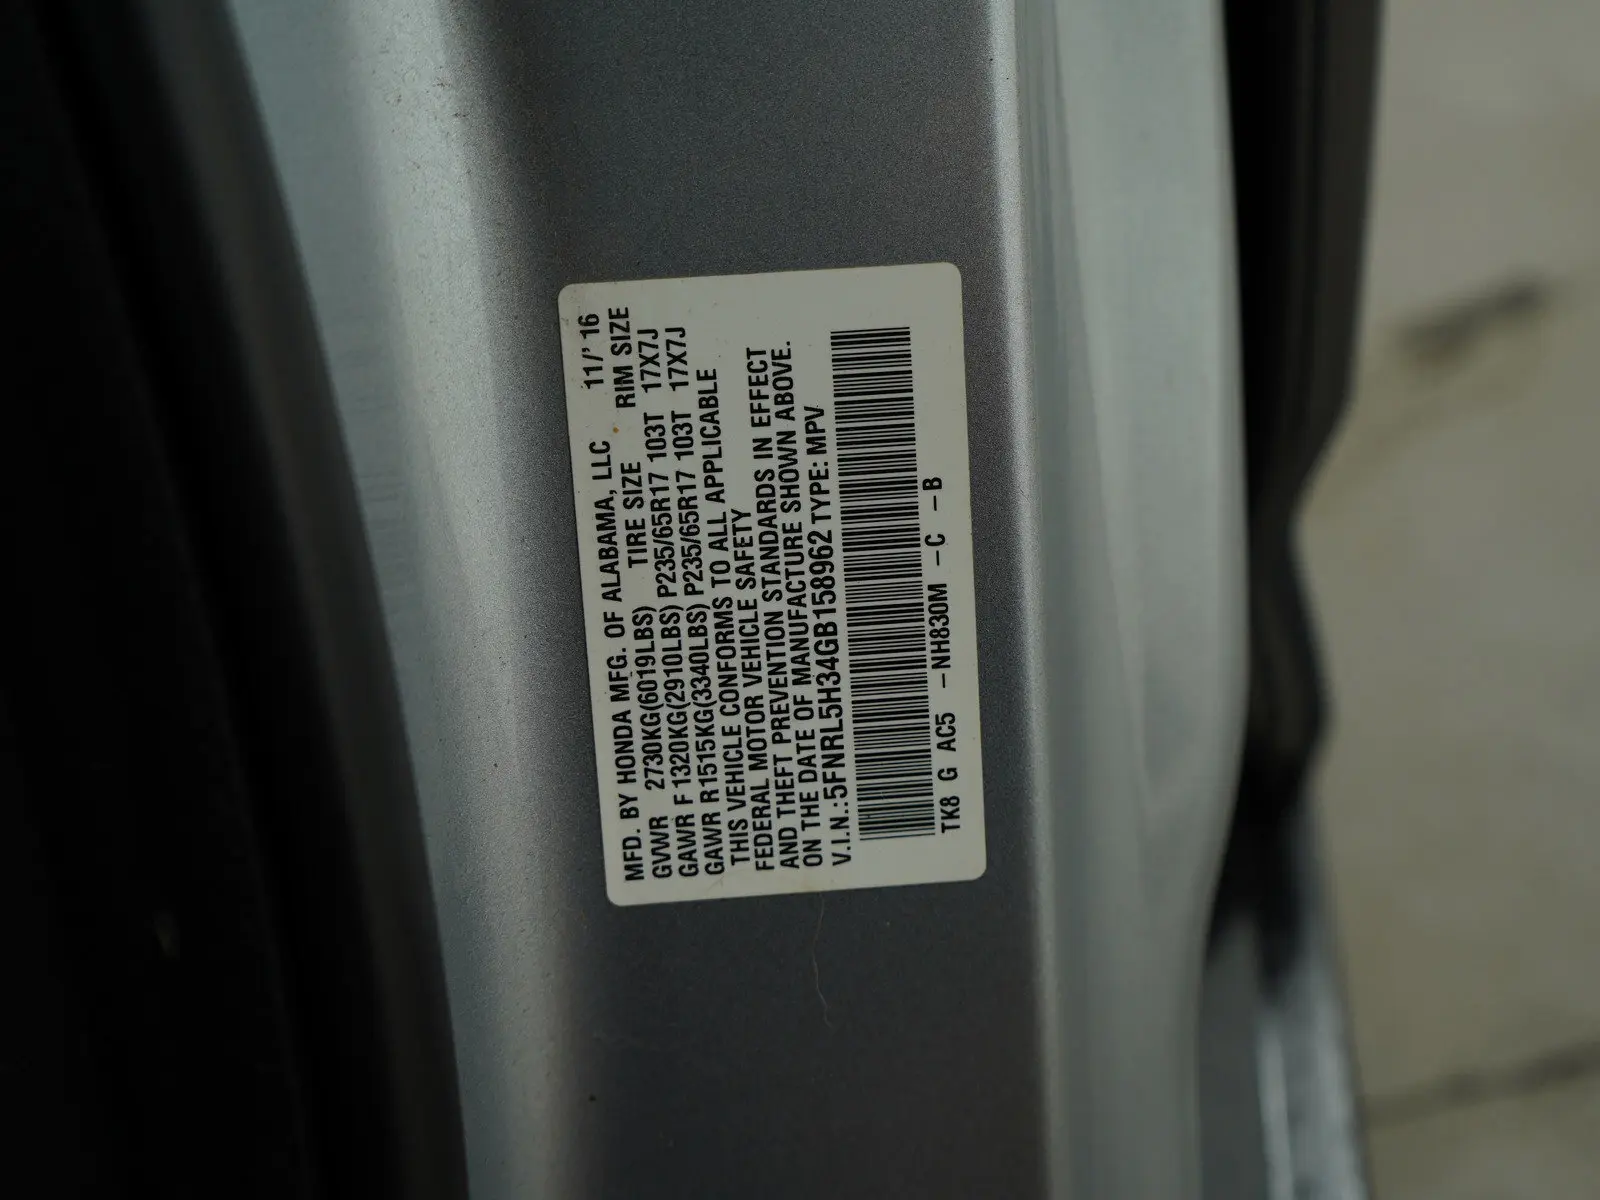 MFD. BY HONDA MFG. OF ALABAMA, LLC 11/' 16
GVWR 2730KG(6019LBS) TIRE SIZE RIM SIZE
GAWR F 1320KG(2910LBS) P235/65R17 103T 17X7J
GAWR R 1515KG(3340LBS) P235/65R17 103T 17X7J
THIS VEHICLE CONFORMS TO ALL APPLICABLE
FEDERAL MOTOR VEHICLE SAFETY
AND THEFT PREVENTION STANDARDS IN EFFECT
ON THE DATE OF MANUFACTURE SHOWN ABOVE.
V.I.N.:5FNRL5H34GB158962 TYPE: MPV
TK8 G AC5 -NH830M -C -B